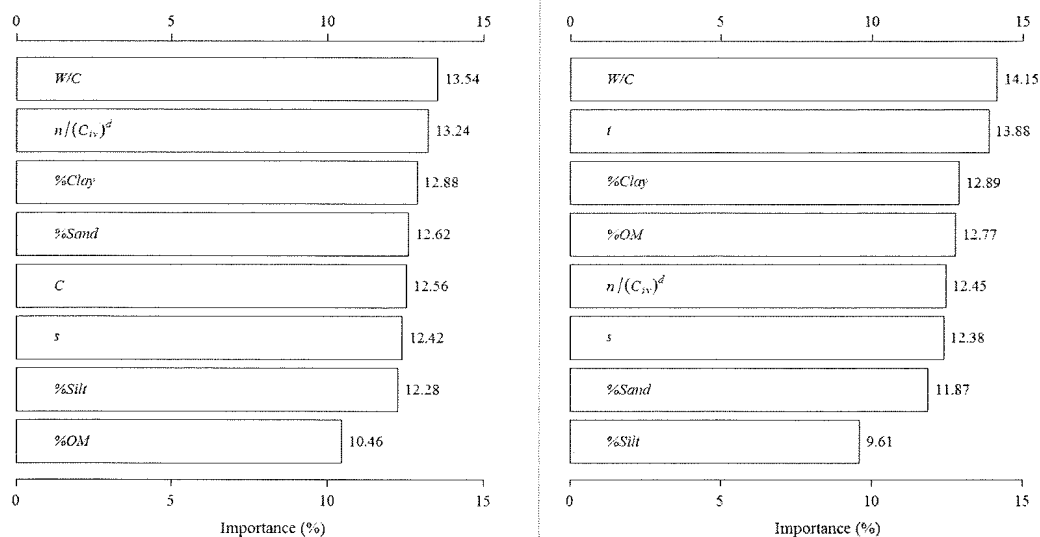 0 5 10 15
W/C 13.54
n/(C_iv)^d 13.24
%Clay 12.88
%Sand 12.62
C 12.56
s 12.42
%Silt 12.28
%OM 10.46
0 5 10 15
Importance (%)
0 5 10 15
W/C 14.15
t 13.88
%Clay 12.89
%OM 12.77
n/(C_iv)^d 12.45
s 12.38
%Sand 11.87
%Silt 9.61
0 5 10 15
Importance (%)